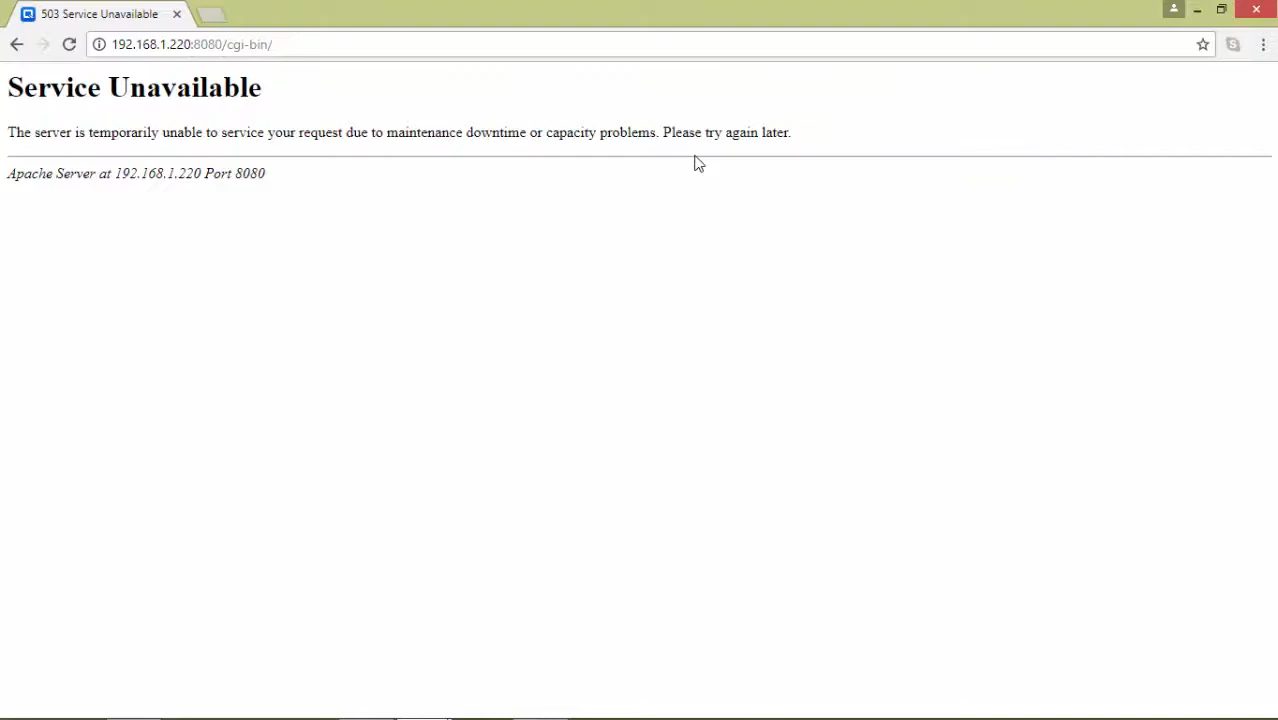 503 Service Unavailable
192.168.1.220:8080/cgi-bin/
Service Unavailable
The server is temporarily unable to service your request due to maintenance downtime or capacity problems. Please try again later.
Apache Server at 192.168.1.220 Port 8080